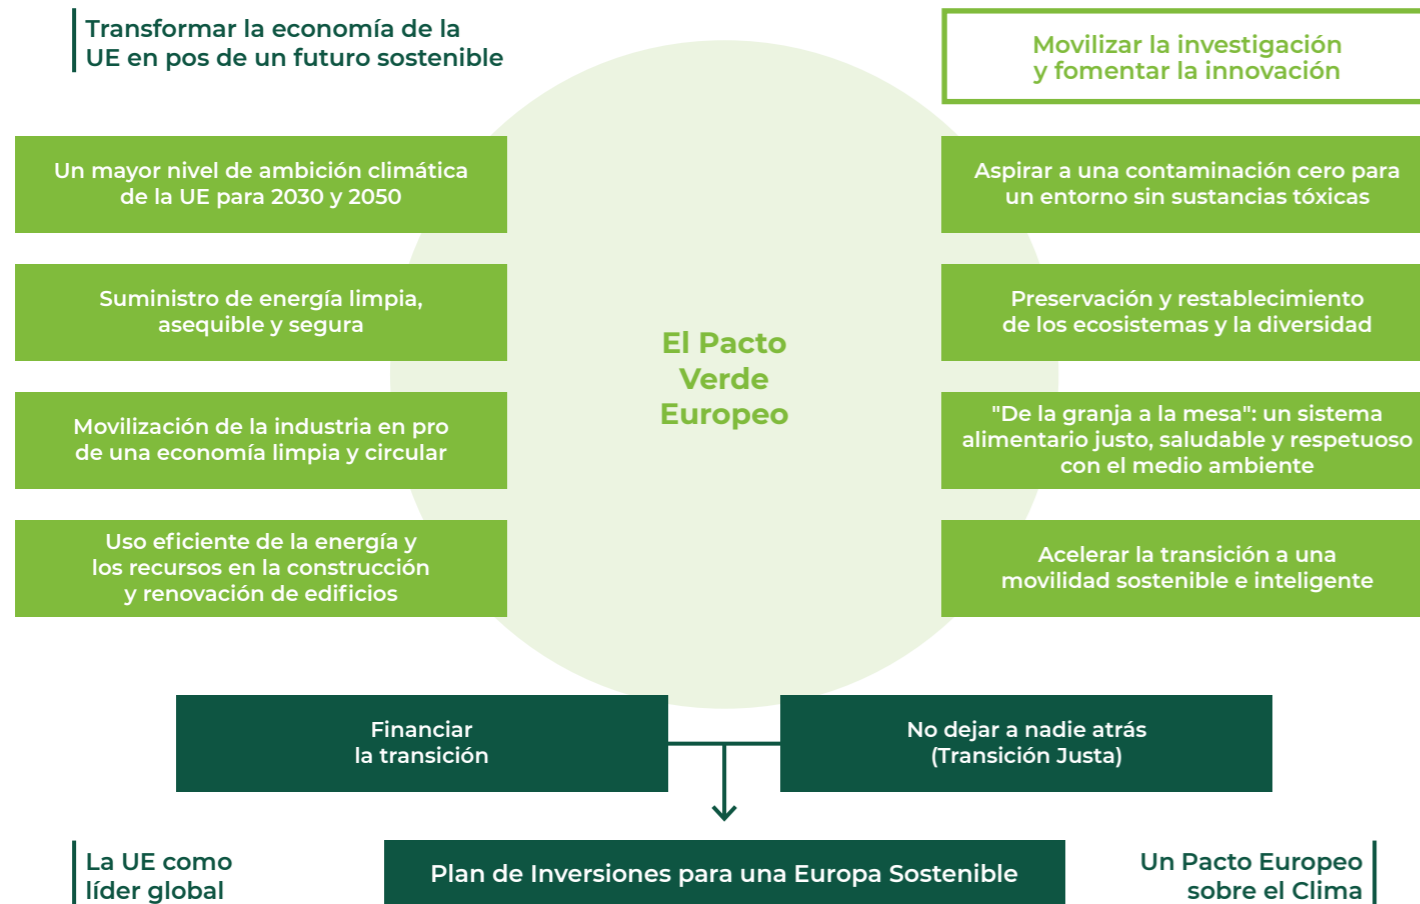 Transformar la economía de la
UE en pos de un futuro sostenible
Movilizar la investigación
y fomentar la innovación
Un mayor nivel de ambición climática
de la UE para 2030 y 2050
Suministro de energía limpia,
asequible y segura
Movilización de la industria en pro
de una economía limpia y circular
Uso eficiente de la energía y
los recursos en la construcción
y renovación de edificios
El Pacto
Verde
Europeo
Aspirar a una contaminación cero para
un entorno sin sustancias tóxicas
Preservación y restablecimiento
de los ecosistemas y la diversidad
"De la granja a la mesa": un sistema
alimentario justo, saludable y respetuoso
con el medio ambiente
Acelerar la transición a una
movilidad sostenible e inteligente
Financiar
la transición
No dejar a nadie atrás
(Transición Justa)
La UE como
líder global
Plan de Inversiones para una Europa Sostenible
Un Pacto Europeo
sobre el Clima